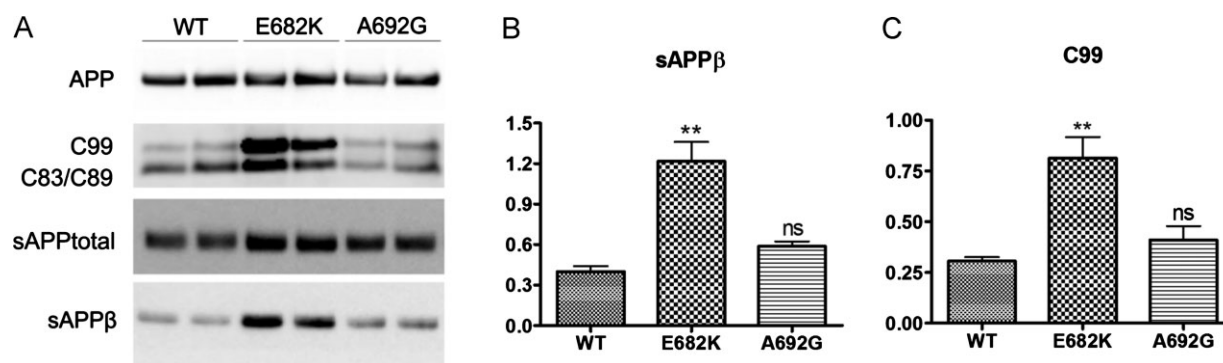 A
WT E682K A692G
APP
C99
C83/C89
sAPPtotal
sAPPβ
B
sAPPβ
1.5
1.2
0.9
0.6
0.3
0.0
**
ns
WT E682K A692G
C
C99
1.00
0.75
0.50
0.25
0.00
**
ns
WT E682K A692G